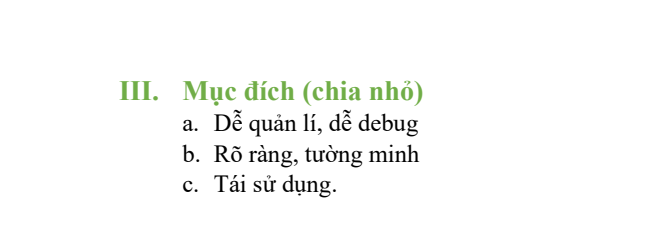 III. Mục đích (chia nhỏ)
a. Dễ quản lí, dễ debug
b. Rõ ràng, tường minh
c. Tái sử dụng.